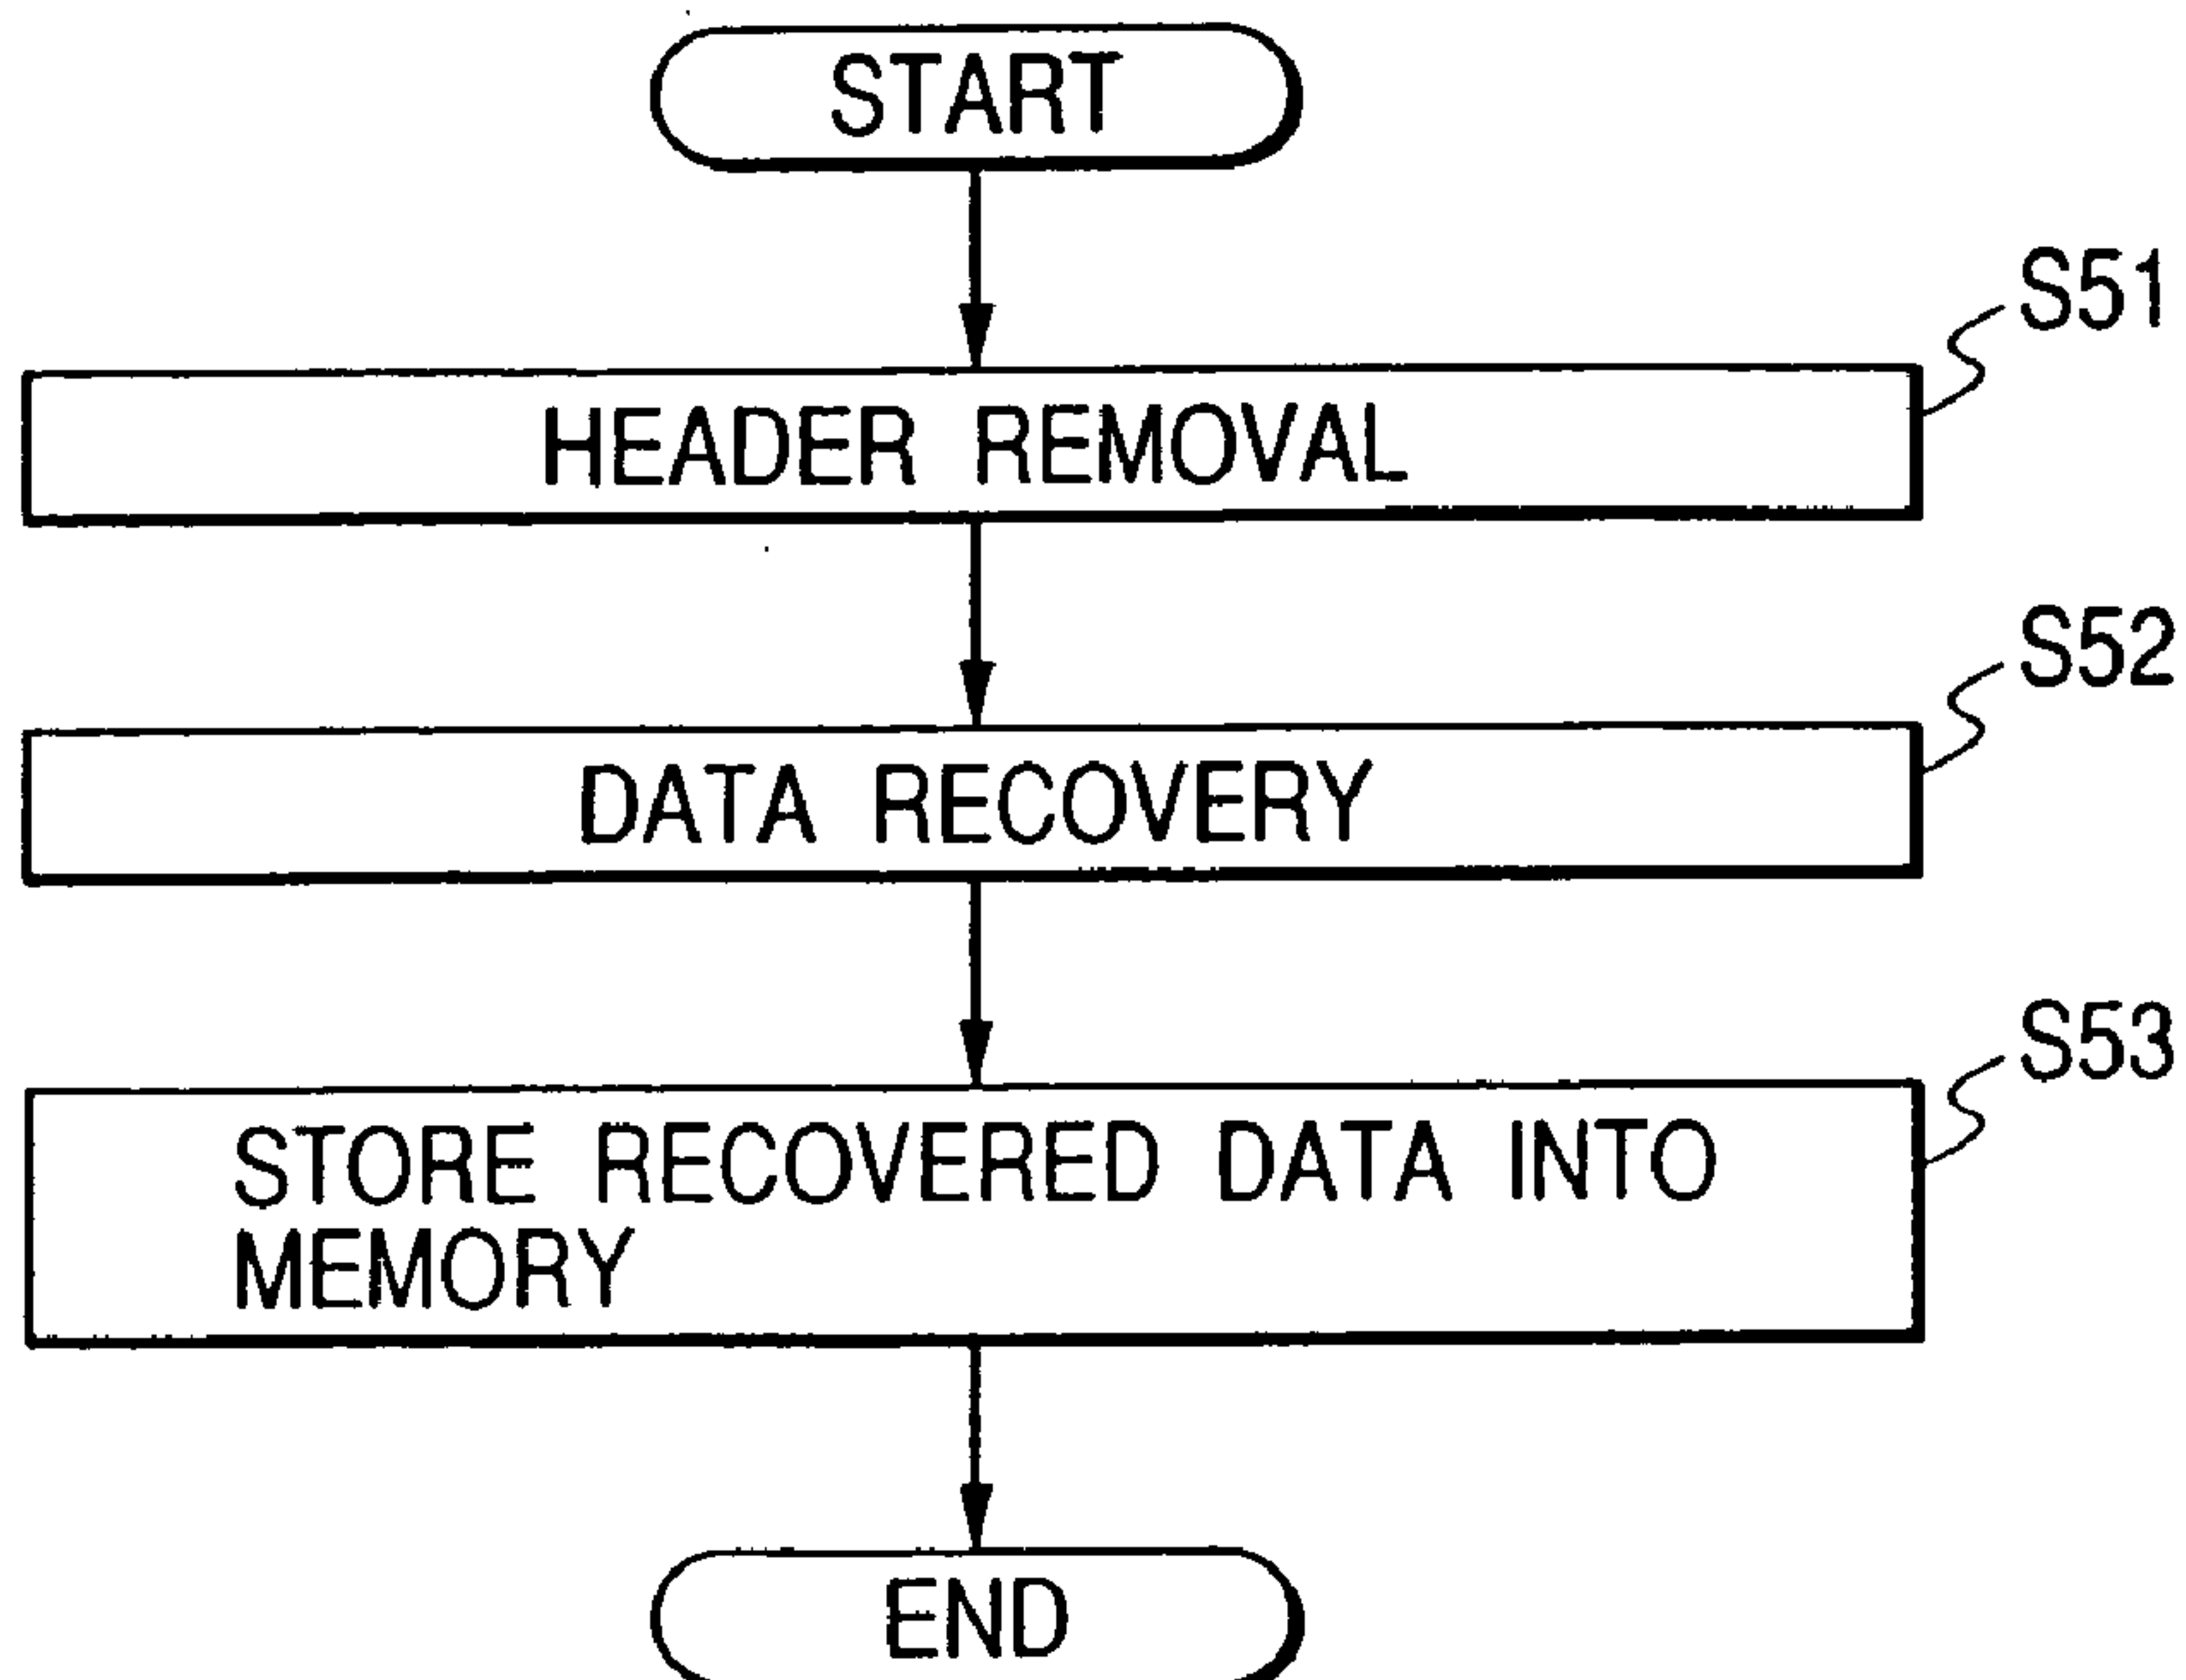 START
S51
HEADER REMOVAL
S52
DATA RECOVERY
S53
STORE RECOVERED DATA INTO
MEMORY
END